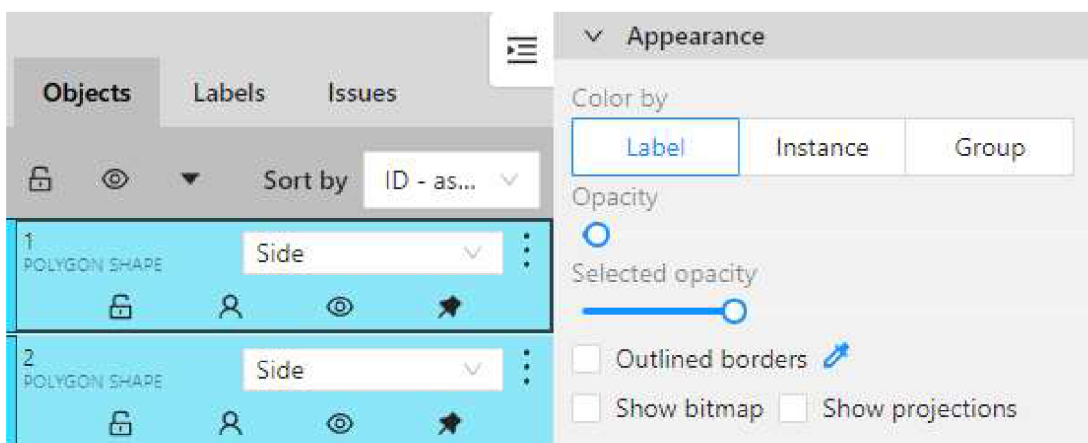 Objects Labels Issues
Sort by ID - as...
1
POLYGON SHAPE
Side
2
POLYGON SHAPE
Side
Appearance
Color by
Label Instance Group
Opacity
Selected opacity
Outlined borders
Show bitmap Show projections